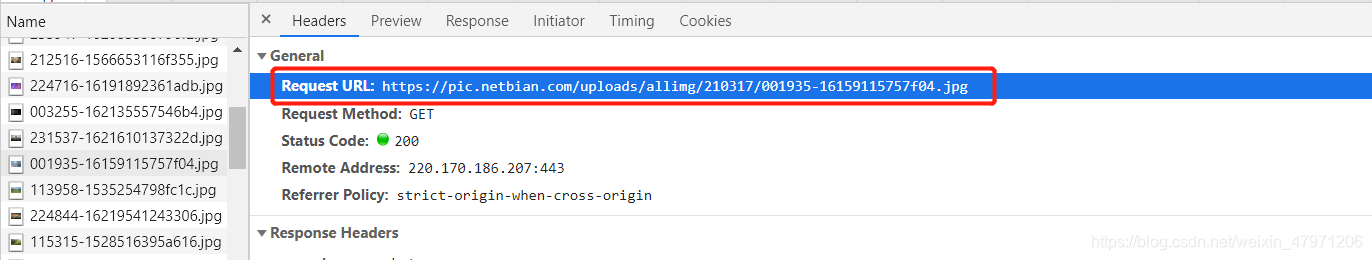 Name
212516-1566653116f355.jpg
224716-16191892361adb.jpg
003255-162135557546b4.jpg
231537-1621610137322d.jpg
001935-16159115757f04.jpg
113958-1535254798fc1c.jpg
224844-16219541243306.jpg
115315-1528516395a616.jpg
× Headers Preview Response Initiator Timing Cookies
▼ General
Request URL: https://pic.netbian.com/uploads/allimg/210317/001935-16159115757f04.jpg
Request Method: GET
Status Code: 200
Remote Address: 220.170.186.207:443
Referrer Policy: strict-origin-when-cross-origin
▼ Response Headers
https://blog.csdn.net/weixin_47971206